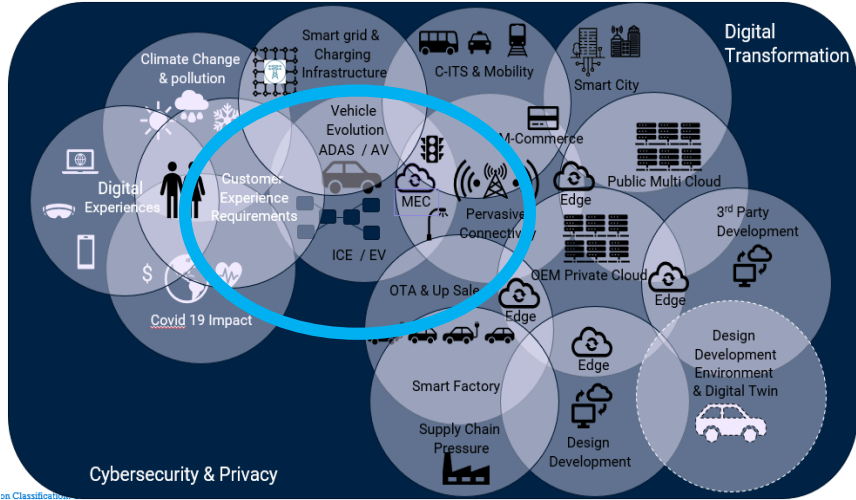 Digital
Transformation
Smart grid &
Charging
Infrastructure
Climate Change
& pollution
C-ITS & Mobility
Smart City
Vehicle
Evolution
ADAS / AV
M-Commerce
Digital
Experiences
Customer
Experience
Requirements
MEC
Pervasive
Connectivity
Edge
Public Multi Cloud
3rd Party
Development
ICE / EV
OEM Private Cloud
$
Covid 19 Impact
OTA & Up Sale
Edge
Edge
Edge
Design
Development
Environment
& Digital Twin
Smart Factory
Supply Chain
Pressure
Design
Development
Cybersecurity & Privacy
on Classification